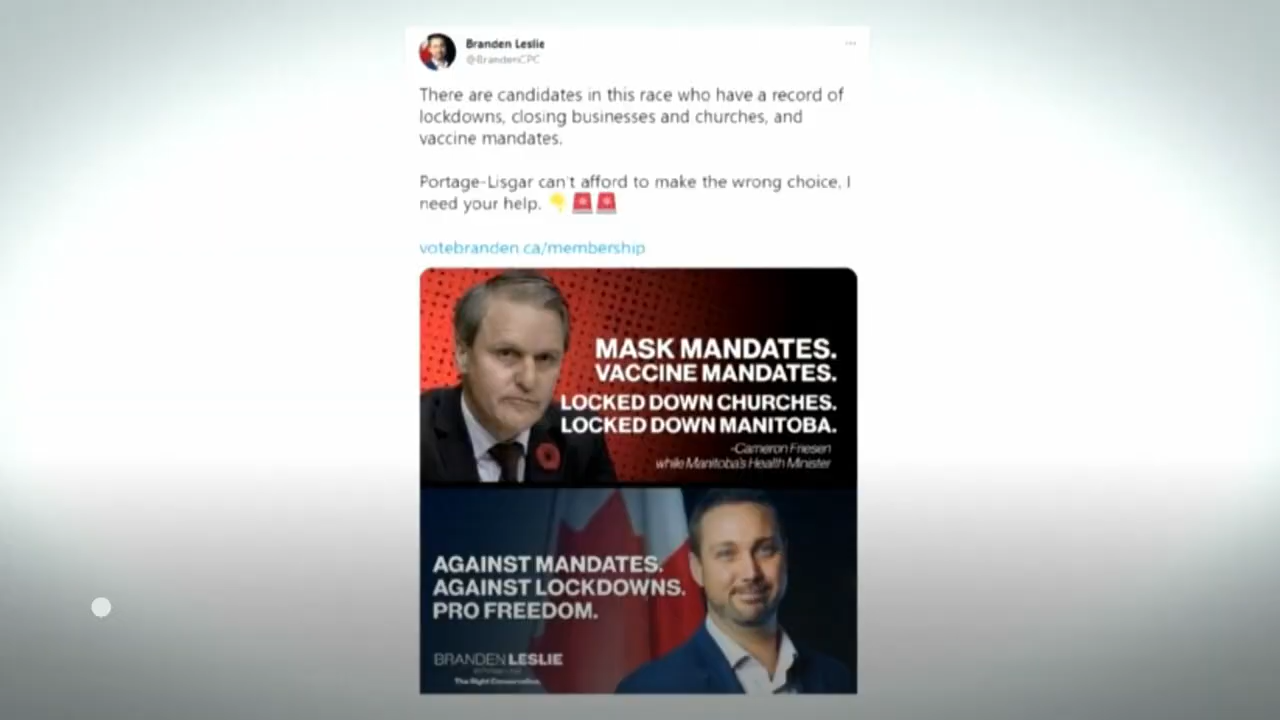 Branden Leslie
@BrandenCPC
There are candidates in this race who have a record of
lockdowns, closing businesses and churches, and
vaccine mandates.
Portage-Lisgar can't afford to make the wrong choice. I
need your help. 👇🚨🚨
votebranden.ca/membership
MASK MANDATES.
VACCINE MANDATES.
LOCKED DOWN CHURCHES.
LOCKED DOWN MANITOBA.
-Cameron Friesen
while Manitoba's Health Minister
AGAINST MANDATES.
AGAINST LOCKDOWNS.
PRO FREEDOM.
BRANDEN LESLIE
The Right Conservative.